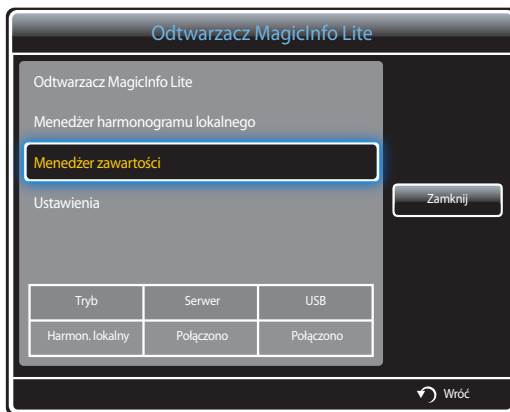 Odtwarzacz MagicInfo Lite
Odtwarzacz MagicInfo Lite
Menedżer harmonogramu lokalnego
Menedżer zawartości
Ustawienia
Zamknij
Tryb Serwer USB
Harmon. lokalny Połączono Połączono
Wróć